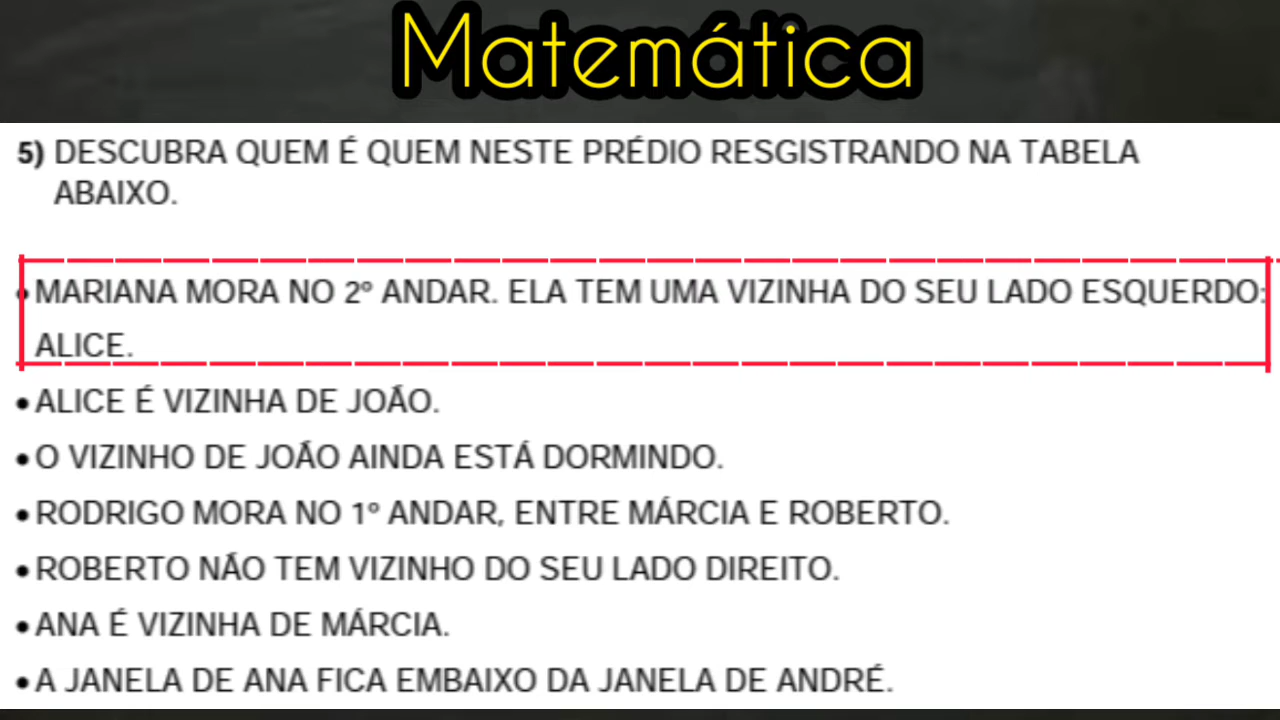 Matemática
5) DESCUBRA QUEM É QUEM NESTE PRÉDIO RESGISTRANDO NA TABELA
ABAIXO.
• MARIANA MORA NO 2º ANDAR. ELA TEM UMA VIZINHA DO SEU LADO ESQUERDO:
ALICE.
• ALICE É VIZINHA DE JOÃO.
• O VIZINHO DE JOÃO AINDA ESTÁ DORMINDO.
• RODRIGO MORA NO 1º ANDAR, ENTRE MÁRCIA E ROBERTO.
• ROBERTO NÃO TEM VIZINHO DO SEU LADO DIREITO.
• ANA É VIZINHA DE MÁRCIA.
• A JANELA DE ANA FICA EMBAIXO DA JANELA DE ANDRÉ.